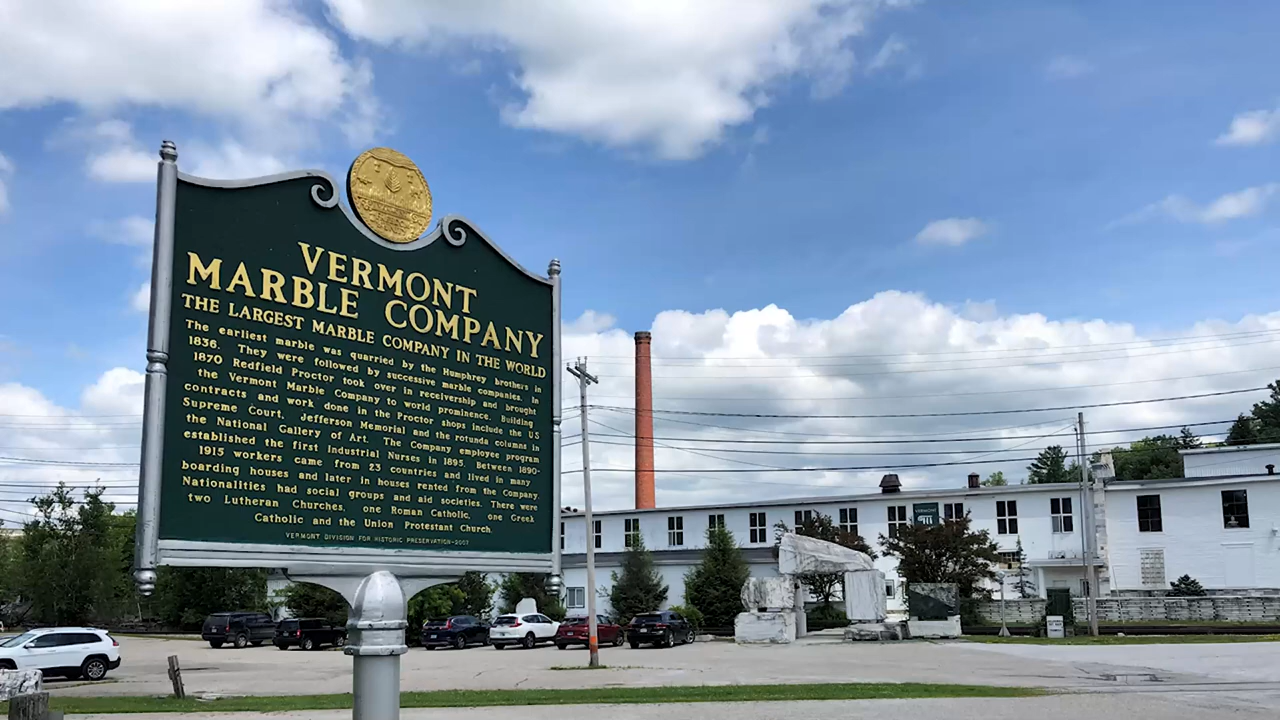 VERMONT
MARBLE COMPANY
THE LARGEST MARBLE COMPANY IN THE WORLD
The earliest marble was quarried by the Humphrey brothers in
1836. They were followed by successive marble companies. In
1870 Redfield Proctor took over in receivership and brought
the Vermont Marble Company to world prominence. Building
contracts and work done in the Proctor shops include the U.S
Supreme Court, Jefferson Memorial and the rotunda columns in
the National Gallery of Art. The Company employee program
established the first Industrial Nurses in 1895. Between 1890-
1915 workers came from 23 countries and lived in many
boarding houses and later in houses rented from the Company.
Nationalities had social groups and aid societies. There were
two Lutheran Churches, one Roman Catholic, one Greek
Catholic and the Union Protestant Church.
VERMONT DIVISION FOR HISTORIC PRESERVATION-2007
VERMONT